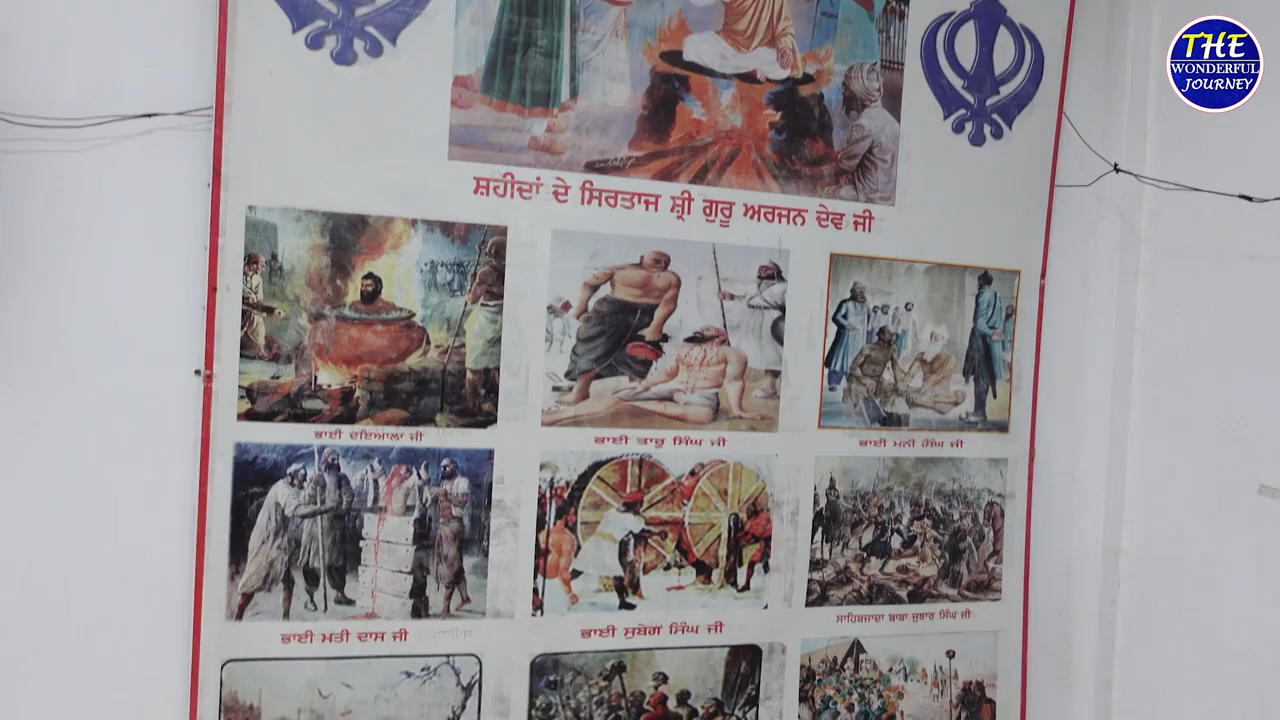 THE
WONDERFUL
JOURNEY
ਸ਼ਹੀਦਾਂ ਦੇ ਸਿਰਤਾਜ ਸ਼੍ਰੀ ਗੁਰੂ ਅਰਜਨ ਦੇਵ ਜੀ
ਭਾਈ ਦਇਆਲਾ ਜੀ
ਭਾਈ ਤਾਰੂ ਸਿੰਘ ਜੀ
ਭਾਈ ਮਨੀ ਸਿੰਘ ਜੀ
ਭਾਈ ਮਤੀ ਦਾਸ ਜੀ
ਭਾਈ ਸੁਬੇਗ ਸਿੰਘ ਜੀ
ਸਾਹਿਬਜਾਦਾ ਬਾਬਾ ਜੁਝਾਰ ਸਿੰਘ ਜੀ